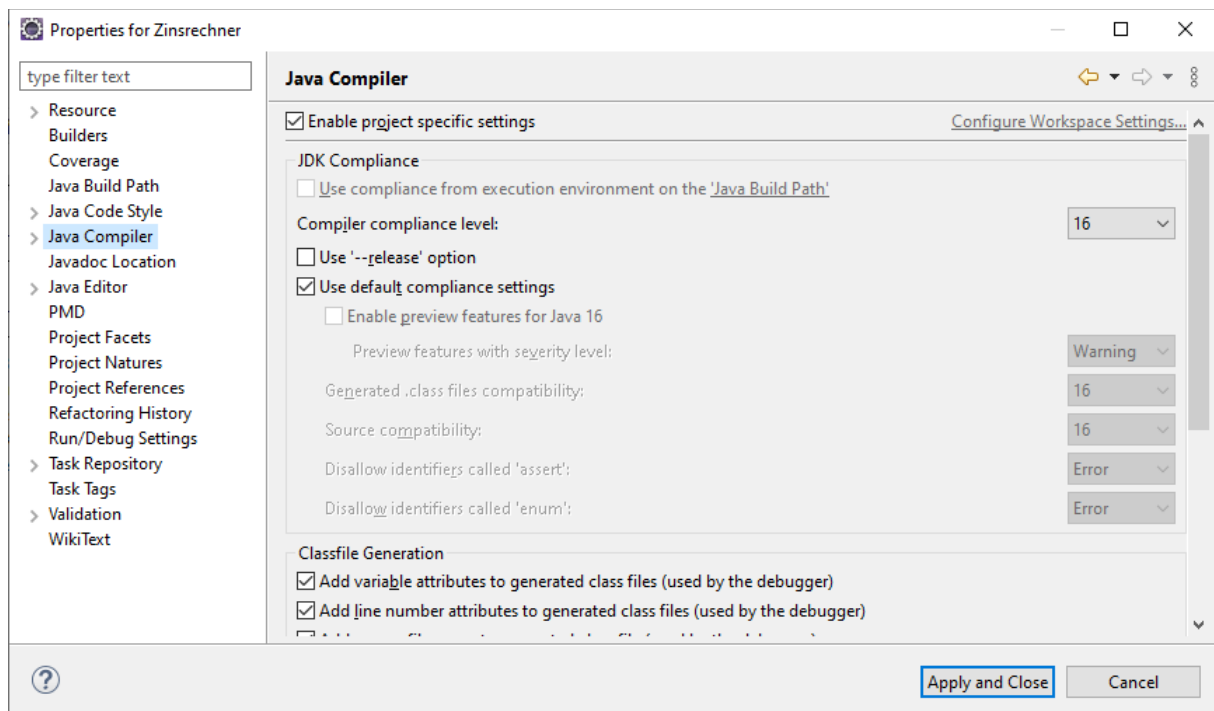 Properties for Zinsrechner
type filter text
Resource
Builders
Coverage
Java Build Path
Java Code Style
Java Compiler
Javadoc Location
Java Editor
PMD
Project Facets
Project Natures
Project References
Refactoring History
Run/Debug Settings
Task Repository
Task Tags
Validation
WikiText
Java Compiler
Enable project specific settings Configure Workspace Settings...
JDK Compliance
Use compliance from execution environment on the 'Java Build Path'
Compiler compliance level: 16
Use '--release' option
Use default compliance settings
Enable preview features for Java 16
Preview features with severity level: Warning
Generated .class files compatibility: 16
Source compatibility: 16
Disallow identifiers called 'assert': Error
Disallow identifiers called 'enum': Error
Classfile Generation
Add variable attributes to generated class files (used by the debugger)
Add line number attributes to generated class files (used by the debugger)
Apply and Close Cancel